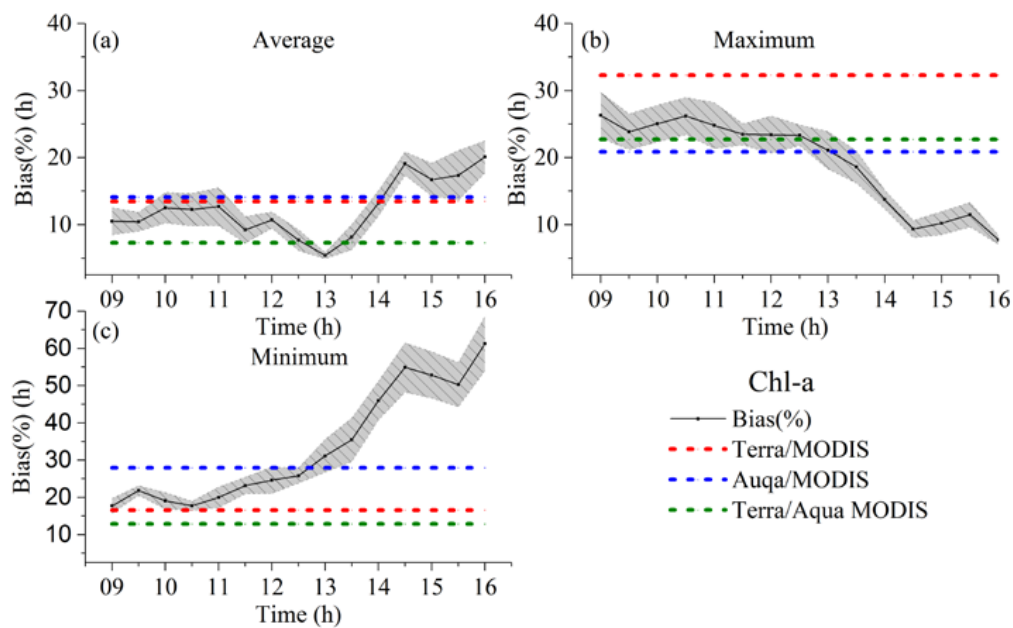 (a) Average
Bias(%) (h)
40
30
20
10
09 10 11 12 13 14 15 16
Time (h)
(b) Maximum
Bias(%) (h)
40
30
20
10
09 10 11 12 13 14 15 16
Time (h)
(c)
Minimum
Bias(%) (h)
70
60
50
40
30
20
10
09 10 11 12 13 14 15 16
Time (h)
Chl-a
Bias(%)
Terra/MODIS
Auqa/MODIS
Terra/Aqua MODIS